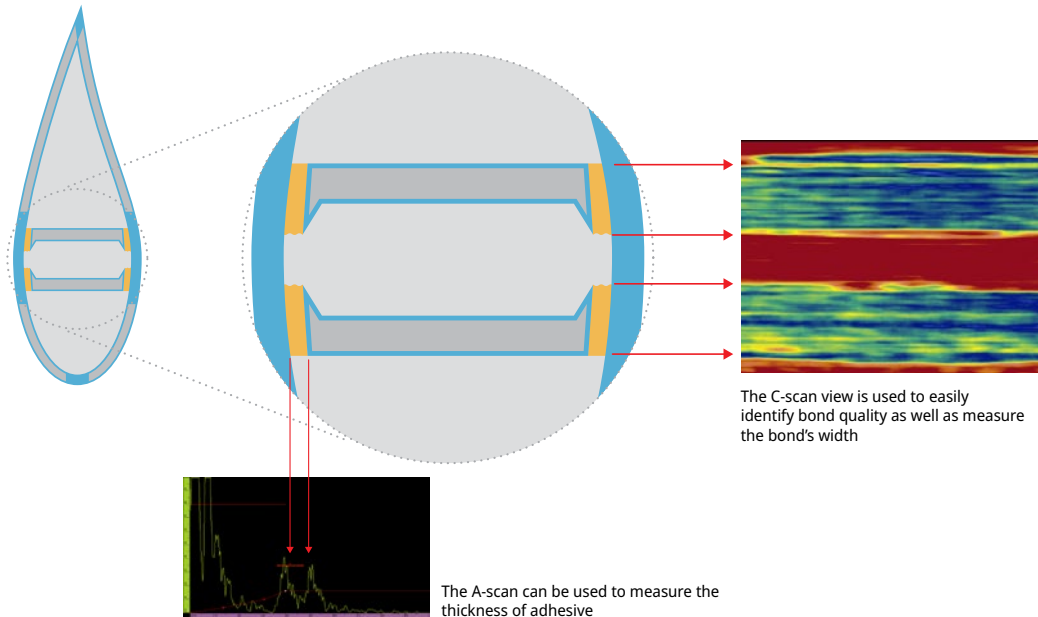 The C-scan view is used to easily
identify bond quality as well as measure
the bond's width
The A-scan can be used to measure the
thickness of adhesive